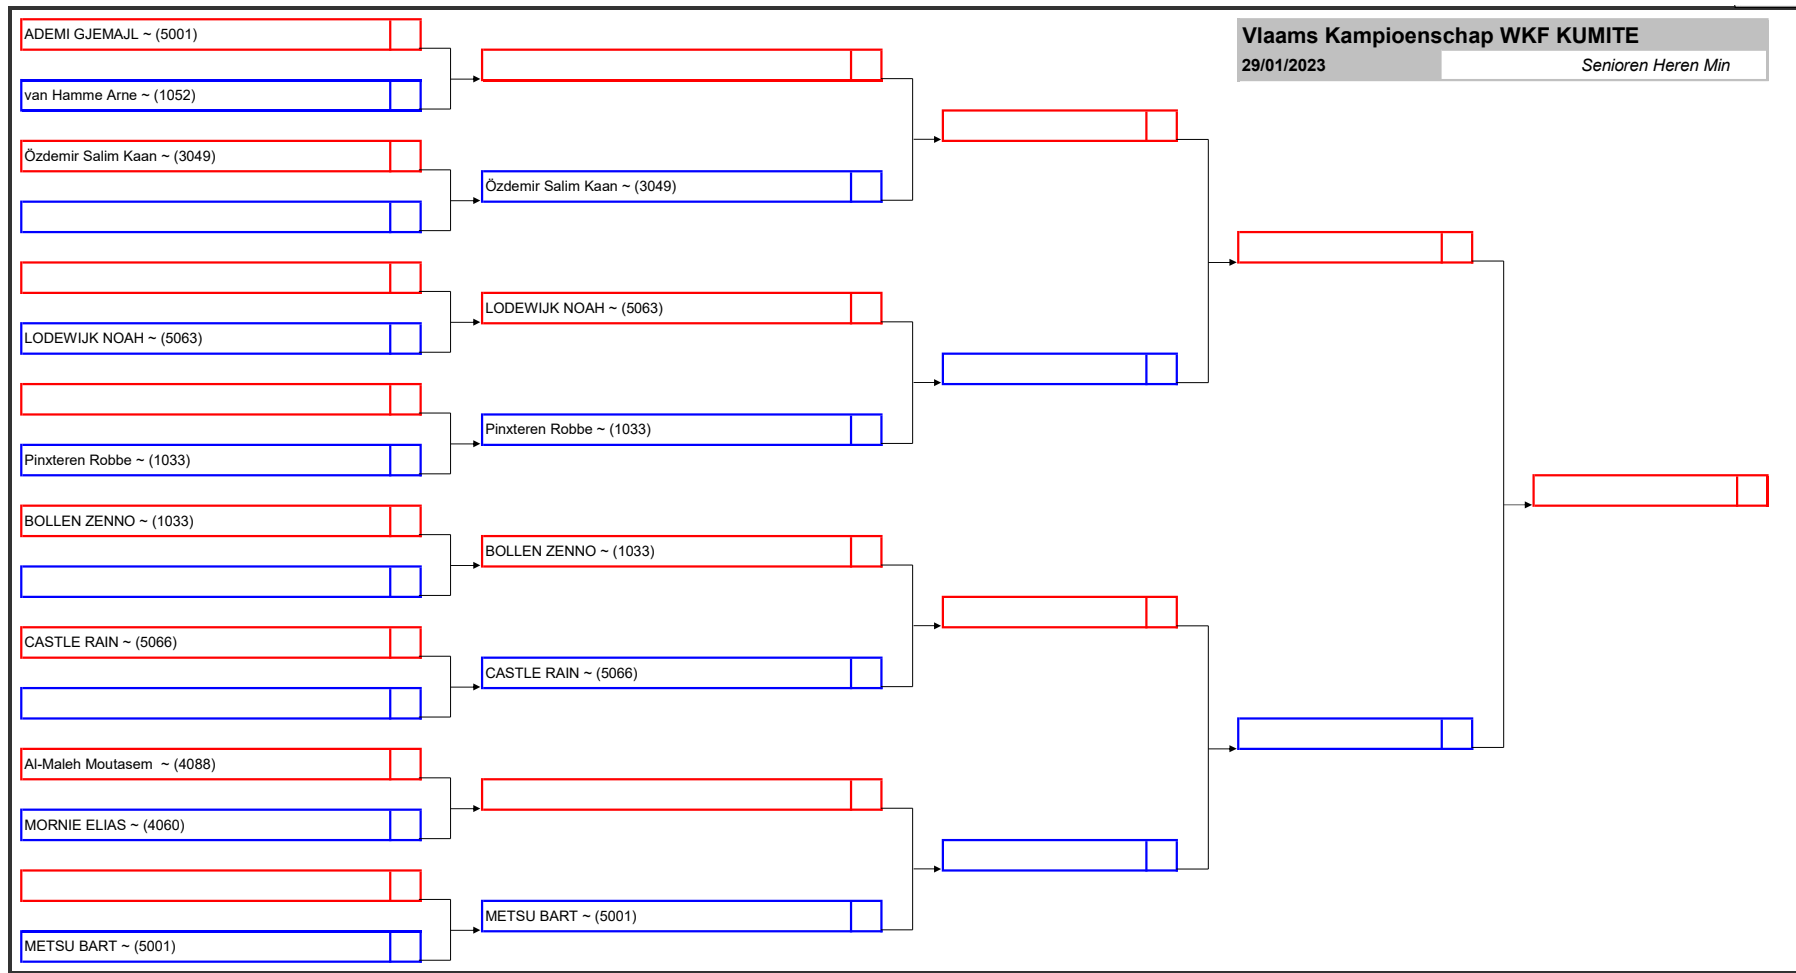 Vlaams Kampioenschap WKF KUMITE
29/01/2023 Senioren Heren Min
ADEMI GJEMAJL ~ (5001)
van Hamme Arne ~ (1052)
Özdemir Salim Kaan ~ (3049)
LODEWIJK NOAH ~ (5063)
Pinxteren Robbe ~ (1033)
BOLLEN ZENNO ~ (1033)
CASTLE RAIN ~ (5066)
Al-Maleh Moutasem ~ (4088)
MORNIE ELIAS ~ (4060)
METSU BART ~ (5001)
Özdemir Salim Kaan ~ (3049)
LODEWIJK NOAH ~ (5063)
Pinxteren Robbe ~ (1033)
BOLLEN ZENNO ~ (1033)
CASTLE RAIN ~ (5066)
METSU BART ~ (5001)